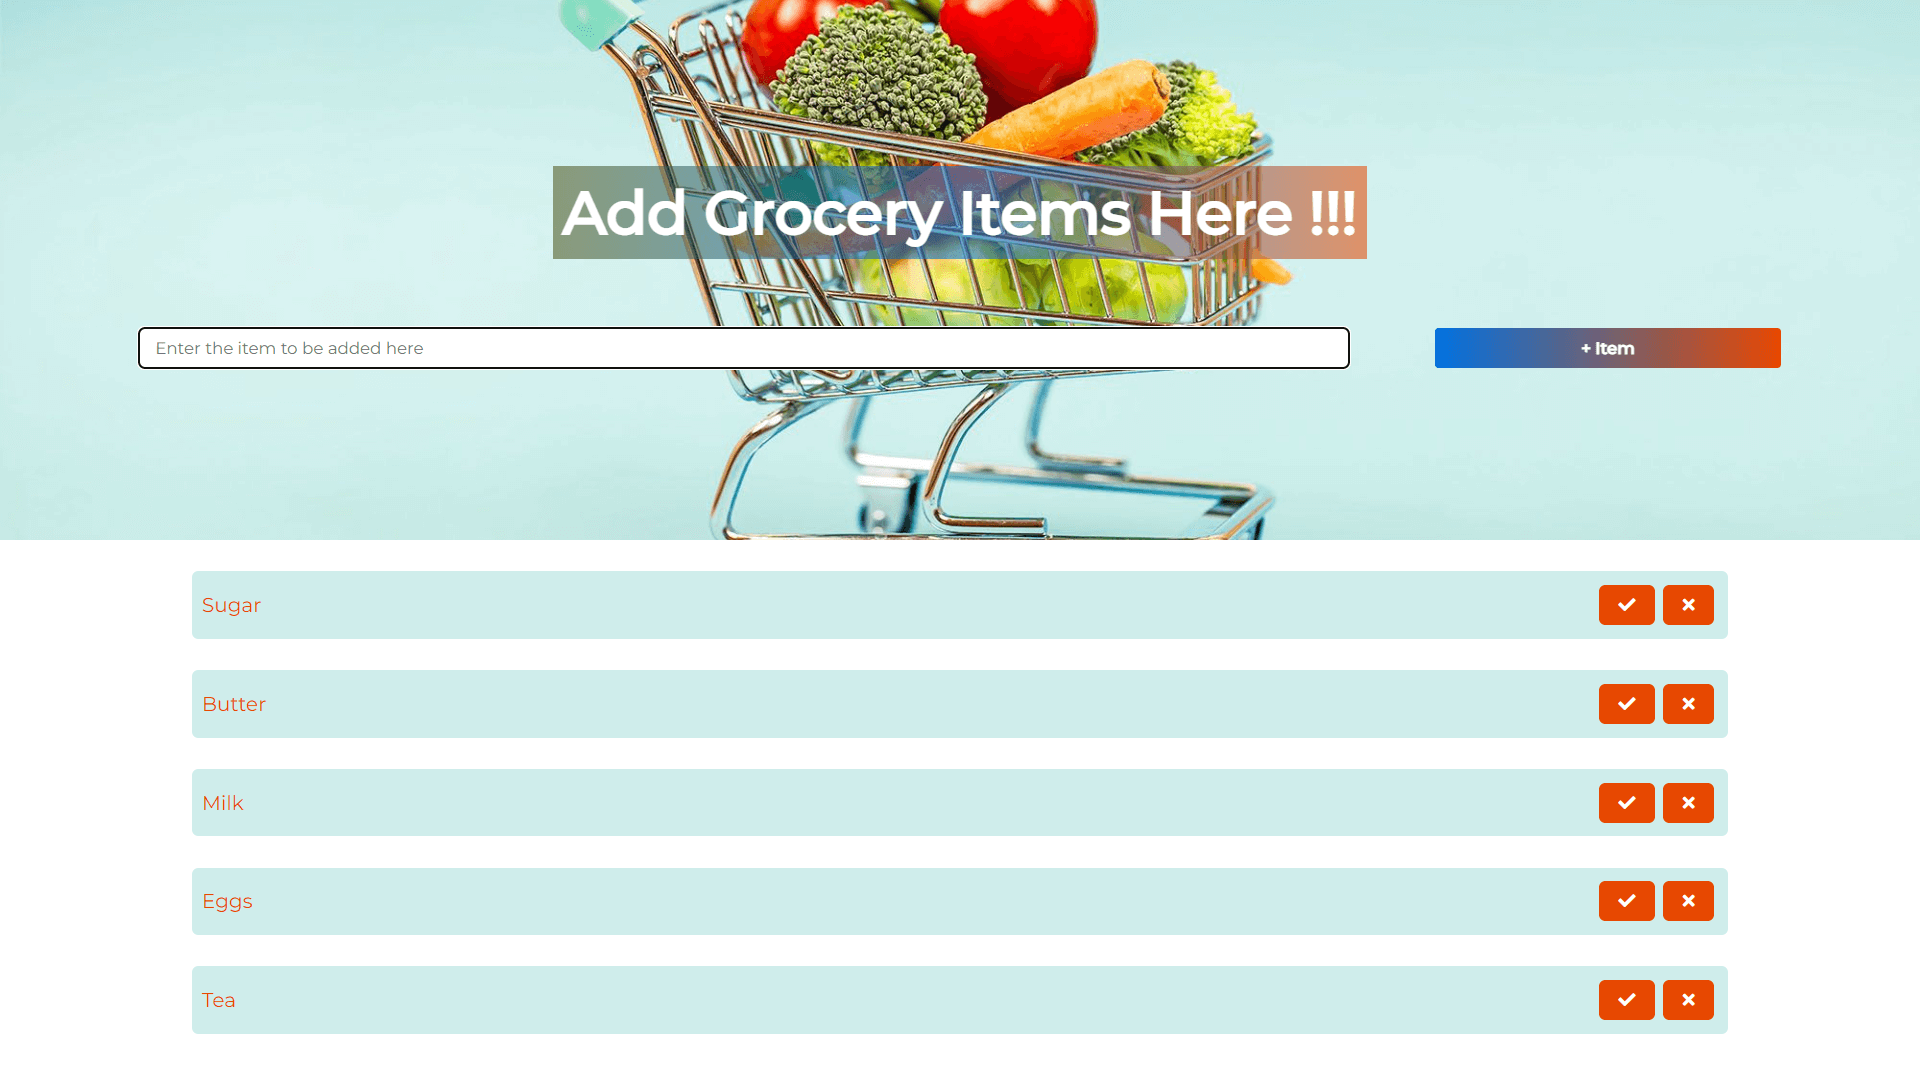 Add Grocery Items Here !!!
Enter the item to be added here
+ Item
Sugar
Butter
Milk
Eggs
Tea